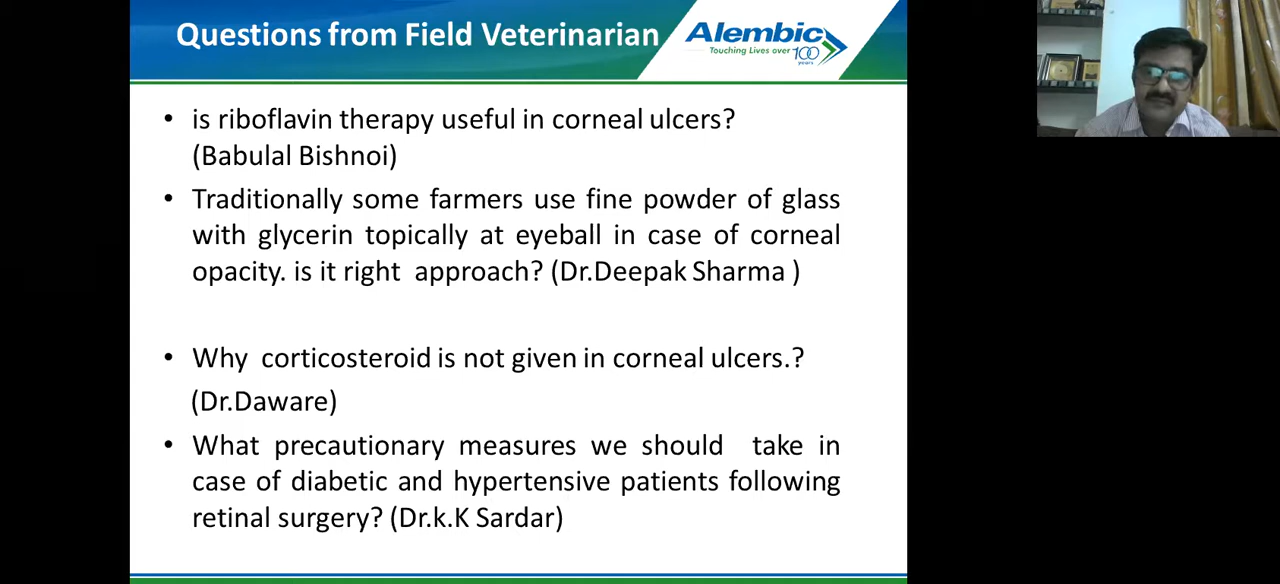 Questions from Field Veterinarian
Alembic
Touching Lives over 100 years
• is riboflavin therapy useful in corneal ulcers?
(Babulal Bishnoi)
• Traditionally some farmers use fine powder of glass
with glycerin topically at eyeball in case of corneal
opacity. is it right approach? (Dr.Deepak Sharma )
• Why corticosteroid is not given in corneal ulcers.?
(Dr.Daware)
• What precautionary measures we should take in
case of diabetic and hypertensive patients following
retinal surgery? (Dr.k.K Sardar)